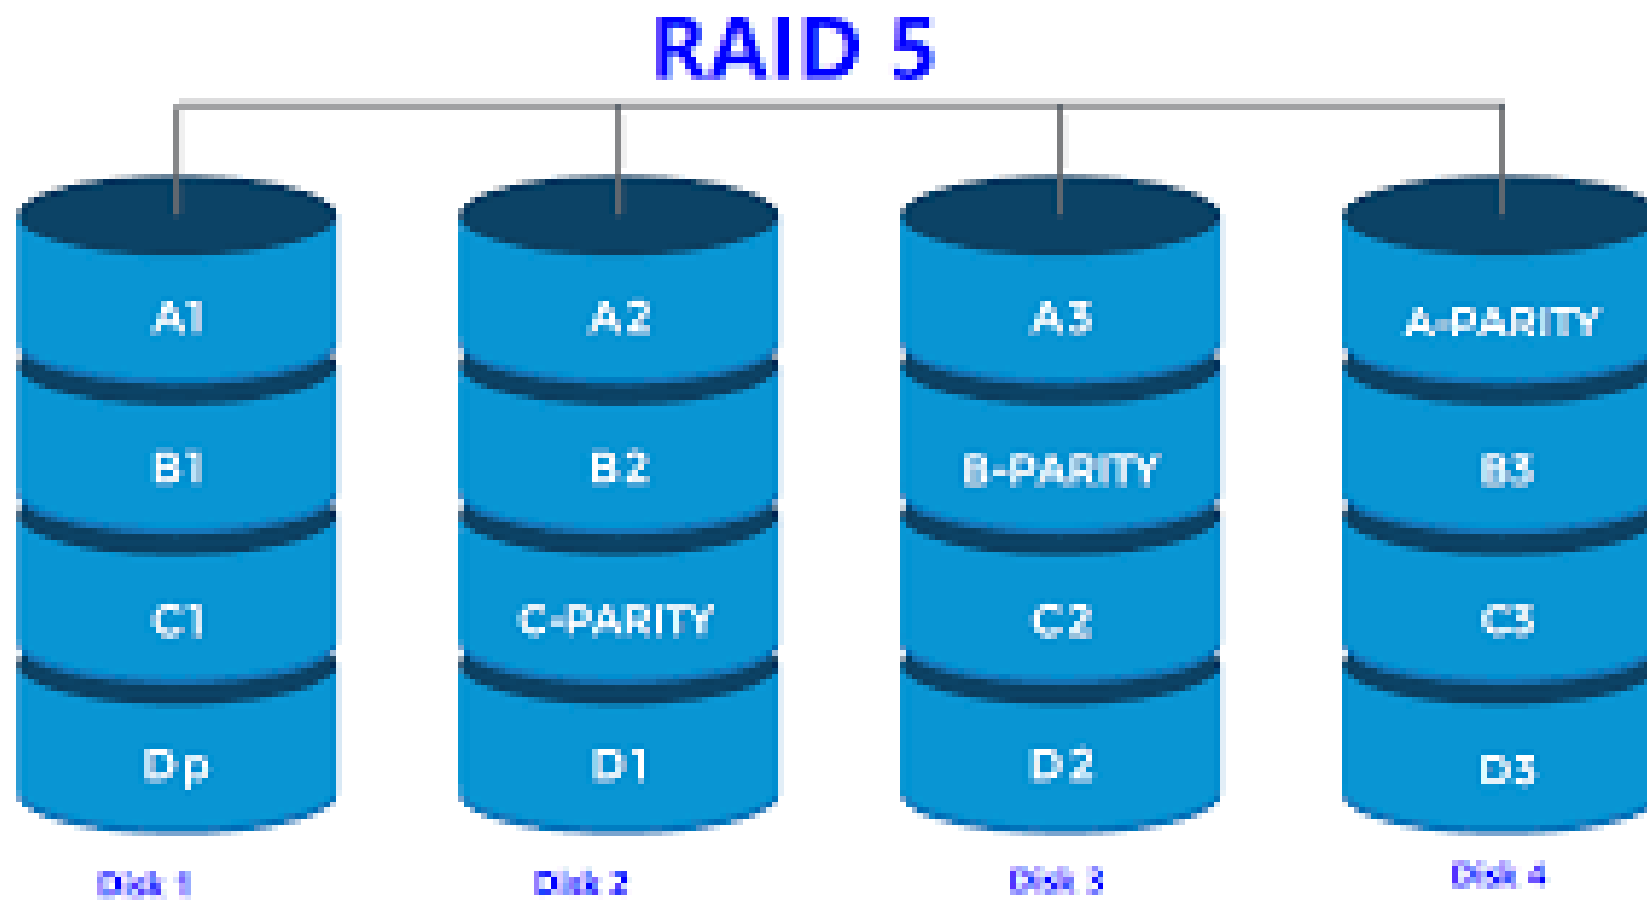 RAID 5
A1 A2 A3 A-PARITY
B1 B2 B-PARITY B3
C1 C-PARITY C2 C3
Dp D1 D2 D3
Disk 1 Disk 2 Disk 3 Disk 4